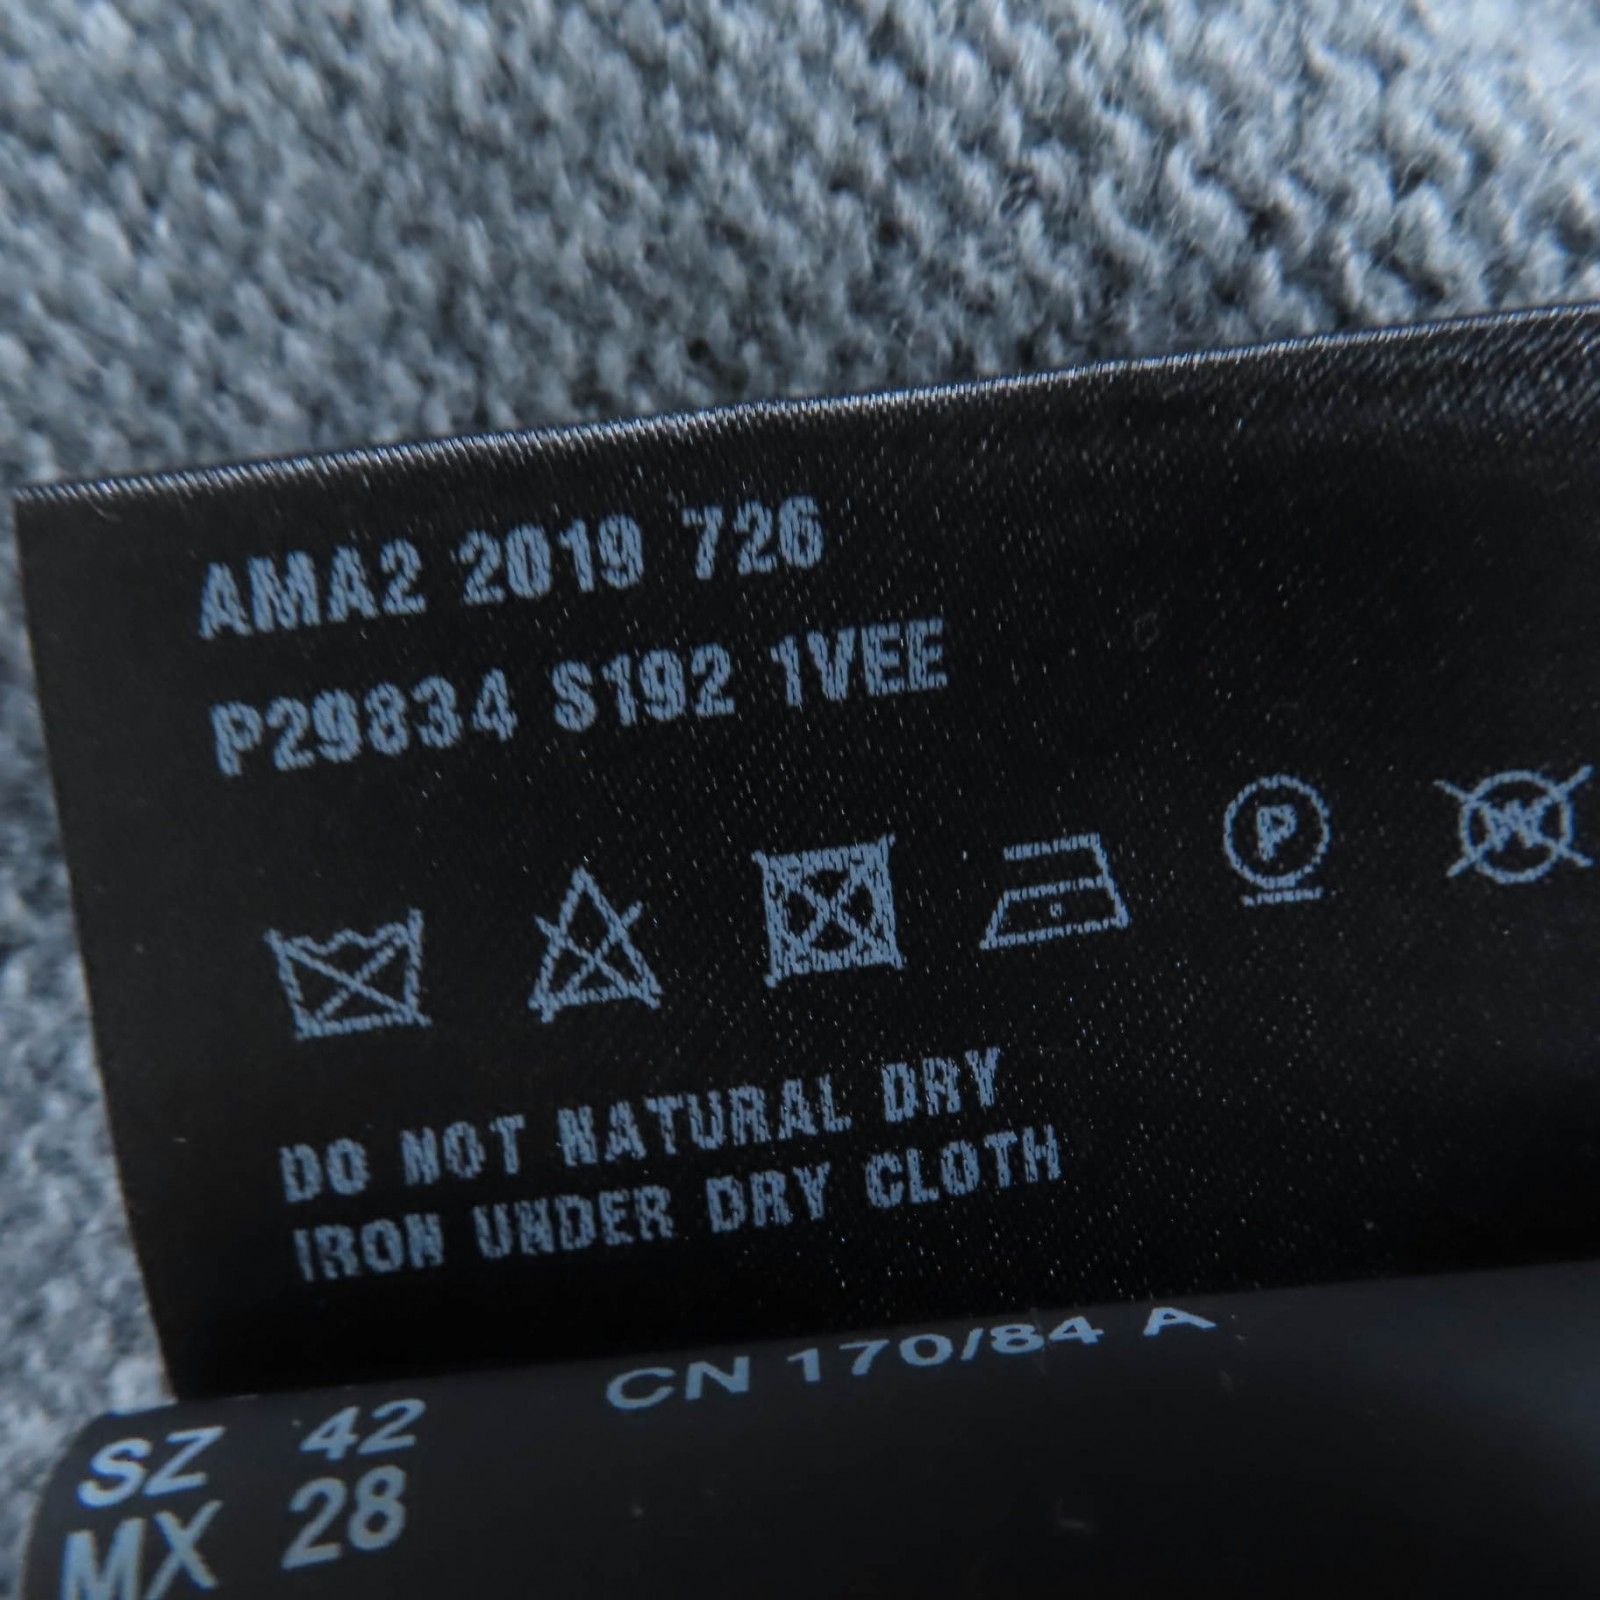 AMA2 2019 726
P29834 S192 1VEE
P W
DO NOT NATURAL DRY
IRON UNDER DRY CLOTH
CN 170/84 A
SZ 42
MX 28